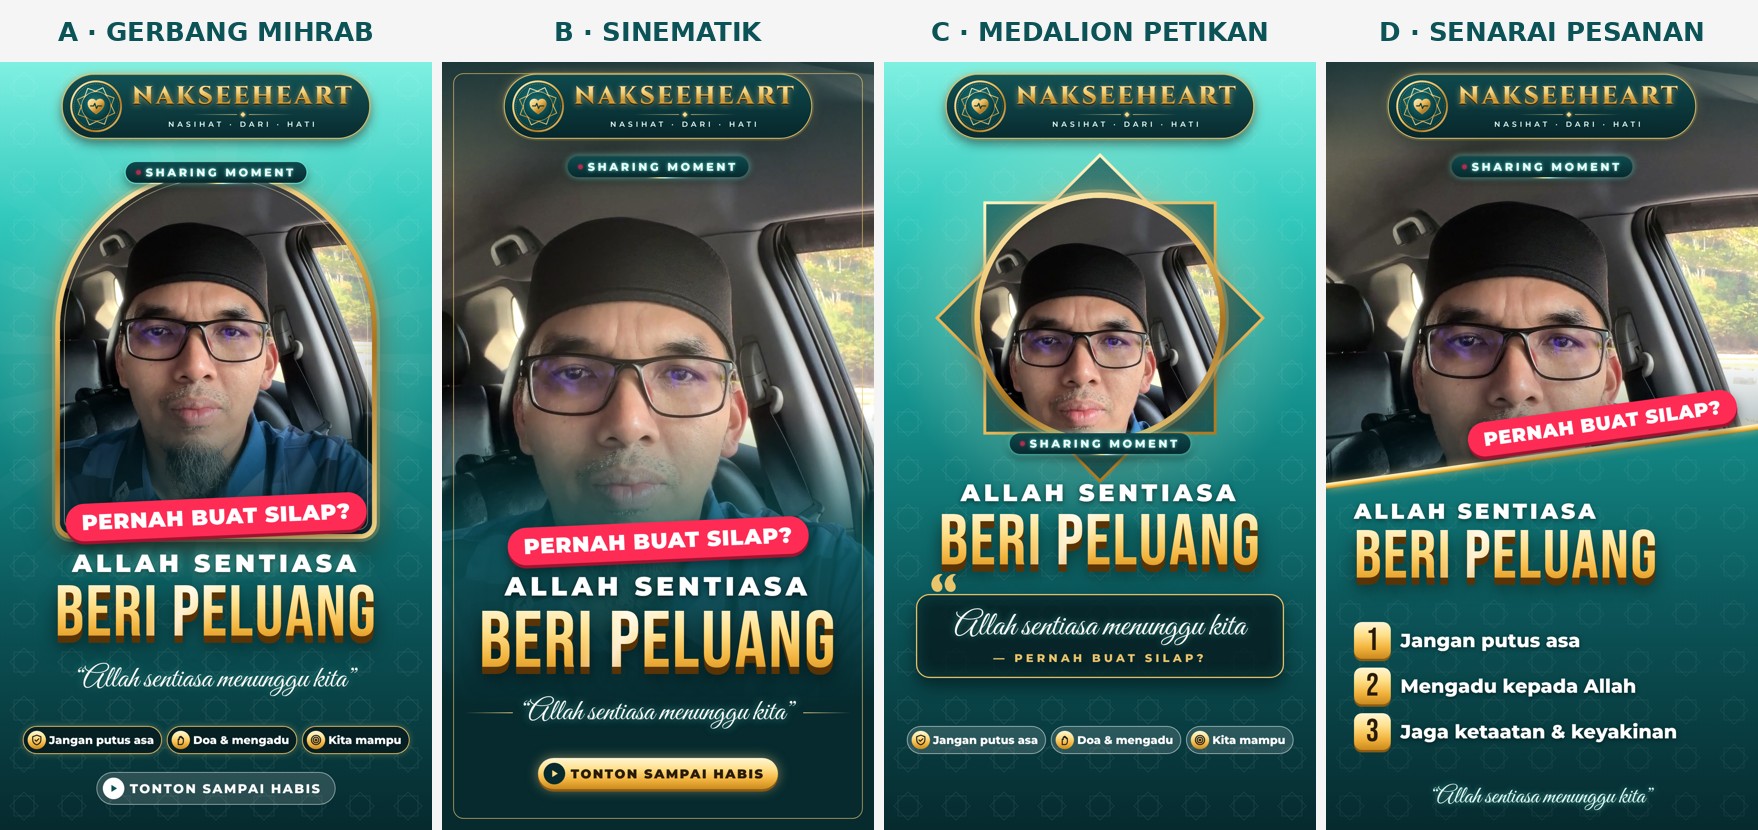 A · GERBANG MIHRAB
NAKSEEHEART
NASIHAT · DARI · HATI
SHARING MOMENT
PERNAH BUAT SILAP?
ALLAH SENTIASA
BERI PELUANG
“Allah sentiasa menunggu kita”
Jangan putus asa
Doa & mengadu
Kita mampu
TONTON SAMPAI HABIS
B · SINEMATIK
NAKSEEHEART
NASIHAT · DARI · HATI
SHARING MOMENT
PERNAH BUAT SILAP?
ALLAH SENTIASA
BERI PELUANG
“Allah sentiasa menunggu kita”
TONTON SAMPAI HABIS
C · MEDALION PETIKAN
NAKSEEHEART
NASIHAT · DARI · HATI
SHARING MOMENT
ALLAH SENTIASA
BERI PELUANG
“
Allah sentiasa menunggu kita
— PERNAH BUAT SILAP?
Jangan putus asa
Doa & mengadu
Kita mampu
D · SENARAI PESANAN
NAKSEEHEART
NASIHAT · DARI · HATI
SHARING MOMENT
PERNAH BUAT SILAP?
ALLAH SENTIASA
BERI PELUANG
1 Jangan putus asa
2 Mengadu kepada Allah
3 Jaga ketaatan & keyakinan
“Allah sentiasa menunggu kita”